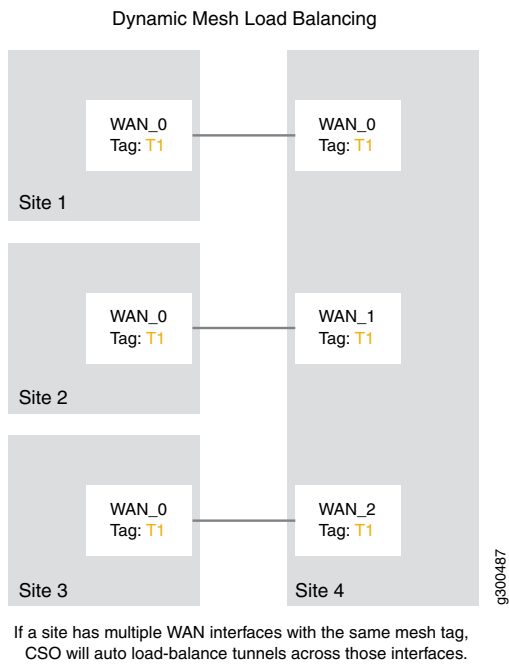 Dynamic Mesh Load Balancing
WAN_0
Tag: T1
WAN_0
Tag: T1
Site 1
WAN_0
Tag: T1
WAN_1
Tag: T1
Site 2
WAN_0
Tag: T1
WAN_2
Tag: T1
Site 3
Site 4
g300487
If a site has multiple WAN interfaces with the same mesh tag,
CSO will auto load-balance tunnels across those interfaces.